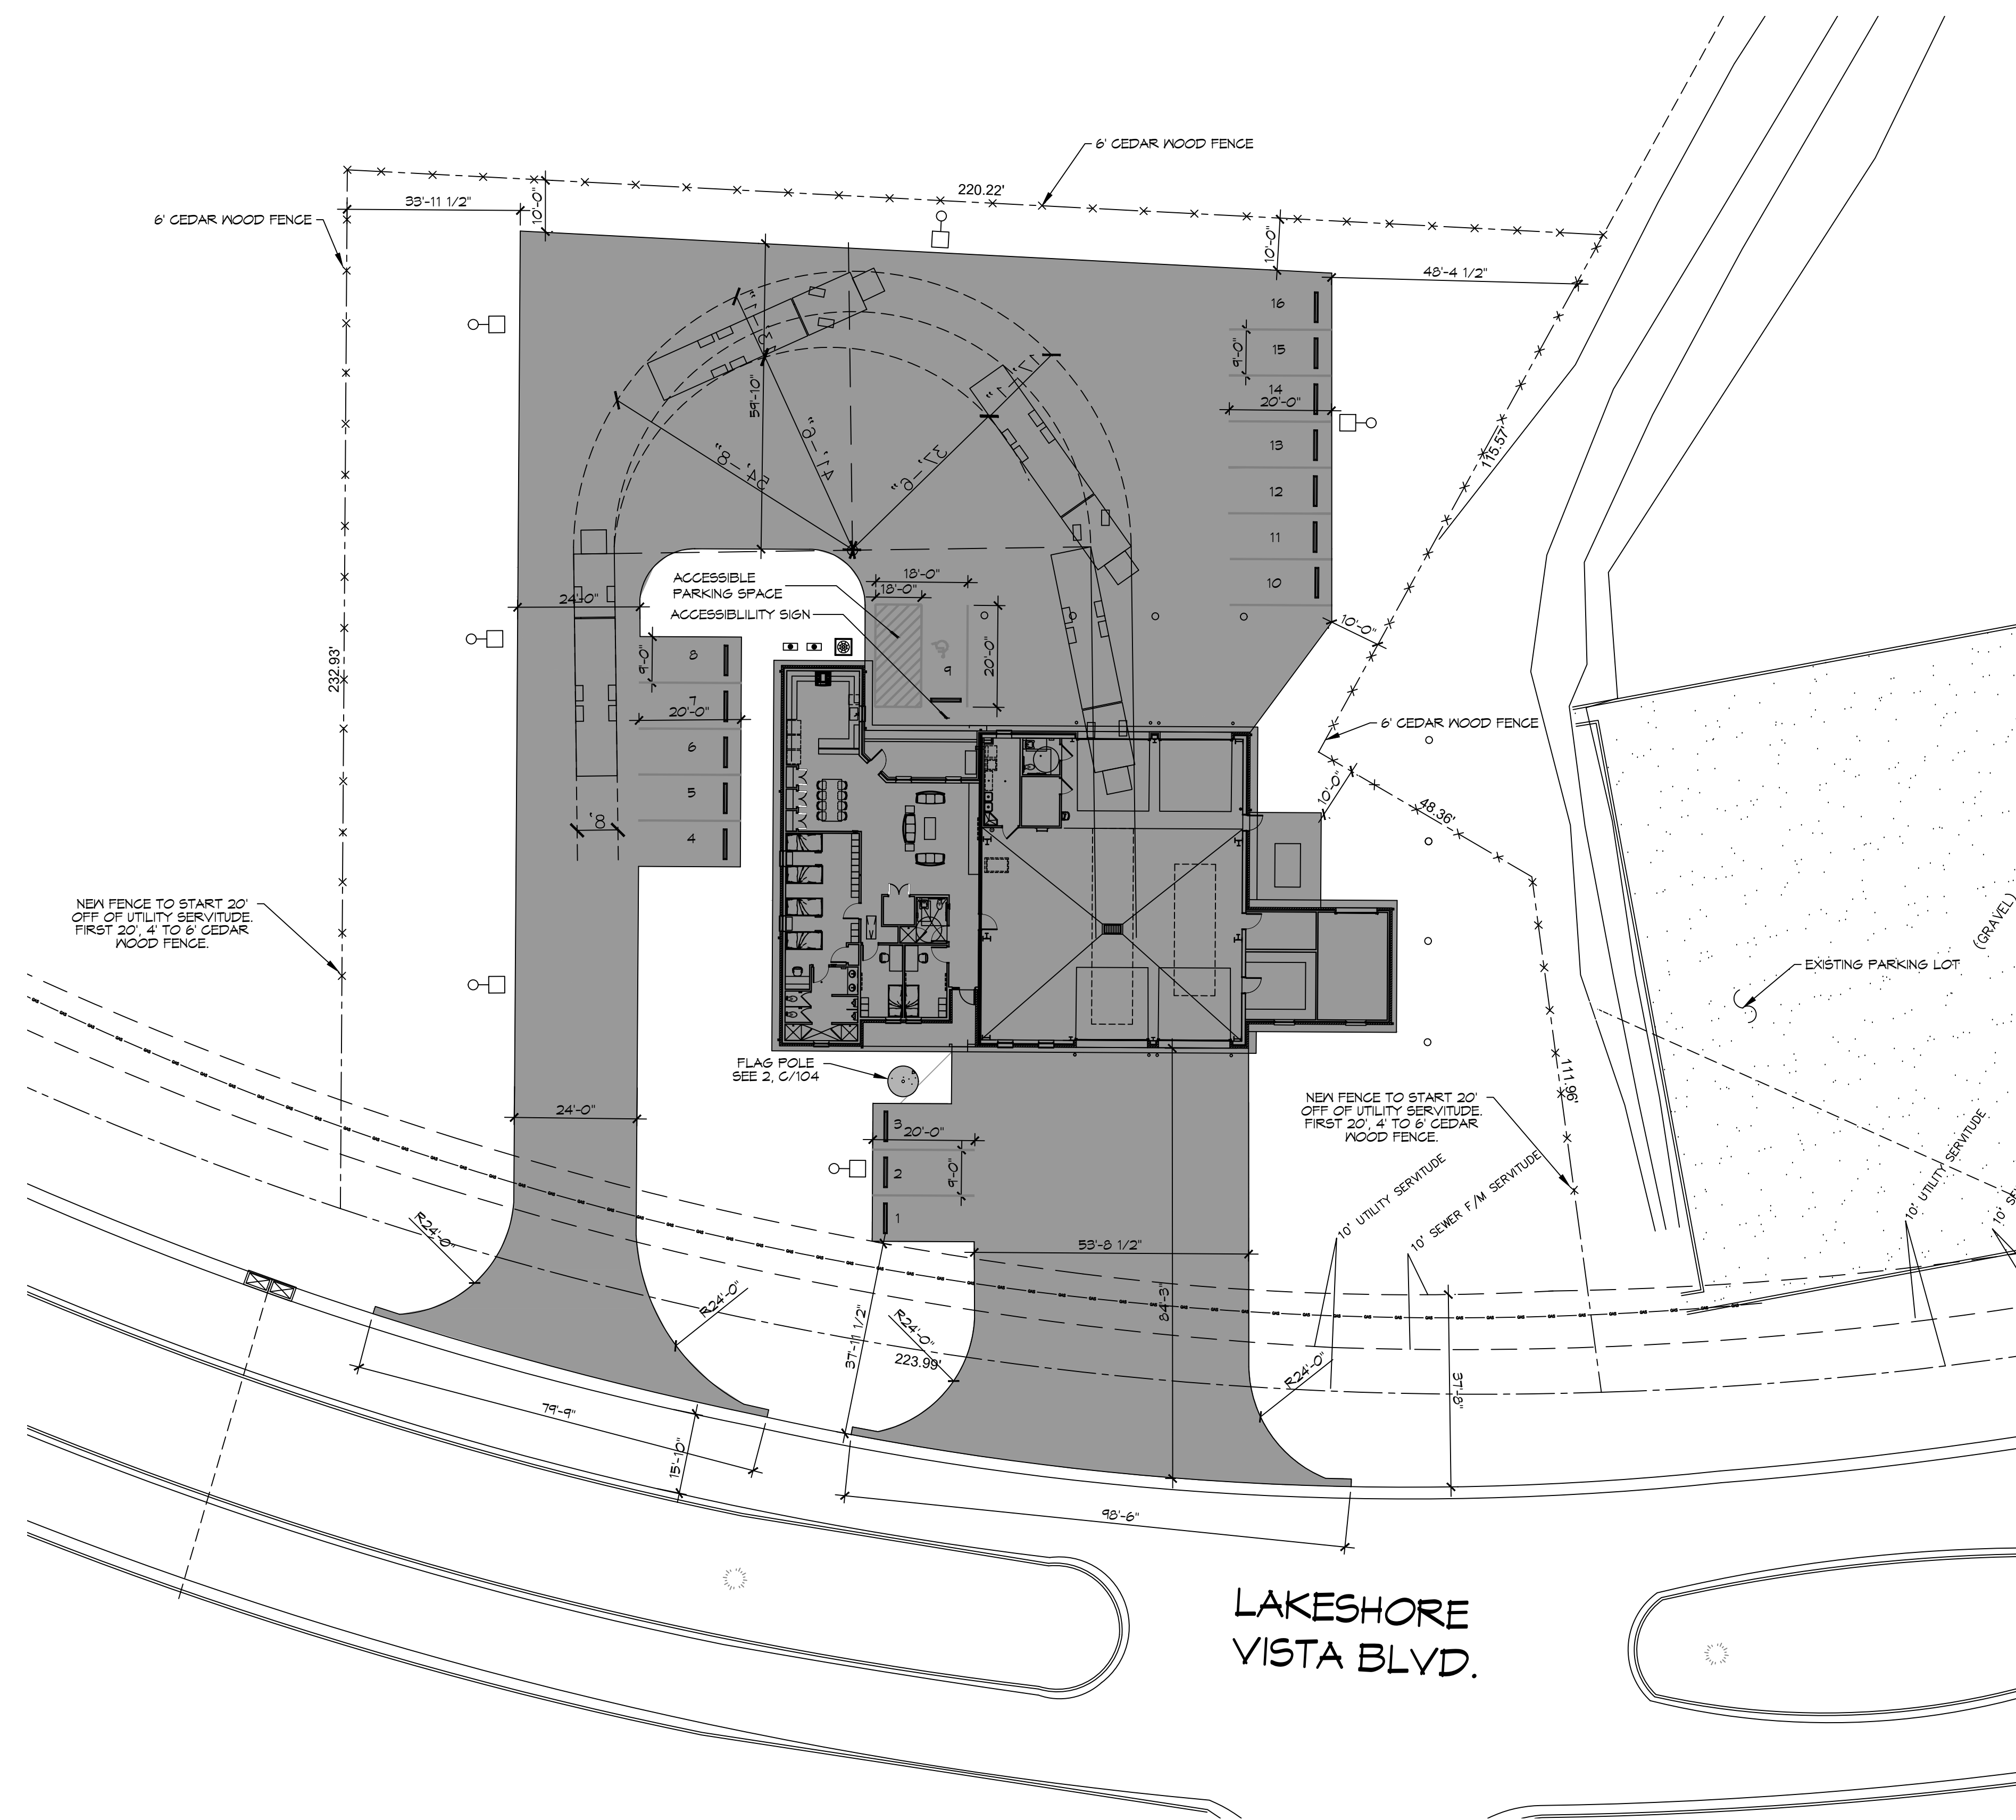 6' CEDAR WOOD FENCE
220.22'
33'-11 1/2"
10'-0"
6' CEDAR WOOD FENCE
10'-0"
48'-4 1/2"
16
15
9'-0"
14
20'-0"
13
12
11
10
115.57'
17'-1"
59'-10"
54'-8"
41'-6"
37'-6"
ACCESSIBLE
PARKING SPACE
ACCESSIBLILITY SIGN
18'-0"
18'-0"
24'-0"
10'-0"
232.93'
8
9'-0"
7
20'-0"
6
5
4
8'
9
20'-0"
6' CEDAR WOOD FENCE
10'-0"
48.36'
NEW FENCE TO START 20'
OFF OF UTILITY SERVITUDE.
FIRST 20', 4' TO 6' CEDAR
WOOD FENCE.
(GRAVEL)
EXISTING PARKING LOT
FLAG POLE
SEE 2, C/104
24'-0"
3
20'-0"
2
9'-0"
1
NEW FENCE TO START 20'
OFF OF UTILITY SERVITUDE.
FIRST 20', 4' TO 6' CEDAR
WOOD FENCE.
111.96'
10' UTILITY SERVITUDE
10' SEWER F/M SERVITUDE
10' UTILITY SERVITUDE
10'
R24'-0"
R24'-0"
53'-8 1/2"
84'-3"
37'-11 1/2"
R24'-0"
223.99'
R24'-0"
37'-8"
79'-9"
15'-10"
98'-6"
LAKESHORE
VISTA BLVD.